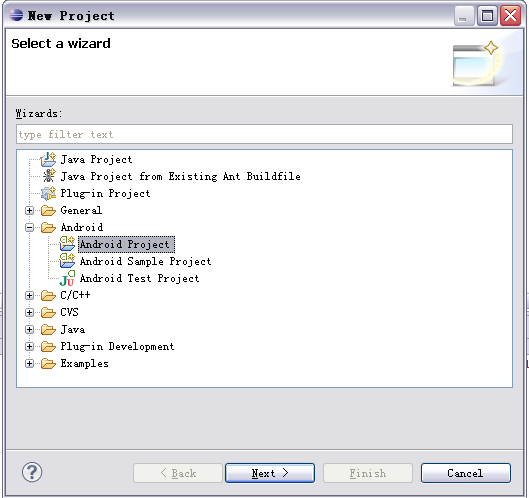 New Project
Select a wizard
Wizards:
type filter text
Java Project
Java Project from Existing Ant Buildfile
Plug-in Project
General
Android
Android Project
Android Sample Project
Android Test Project
C/C++
CVS
Java
Plug-in Development
Examples
? < Back Next > Finish Cancel